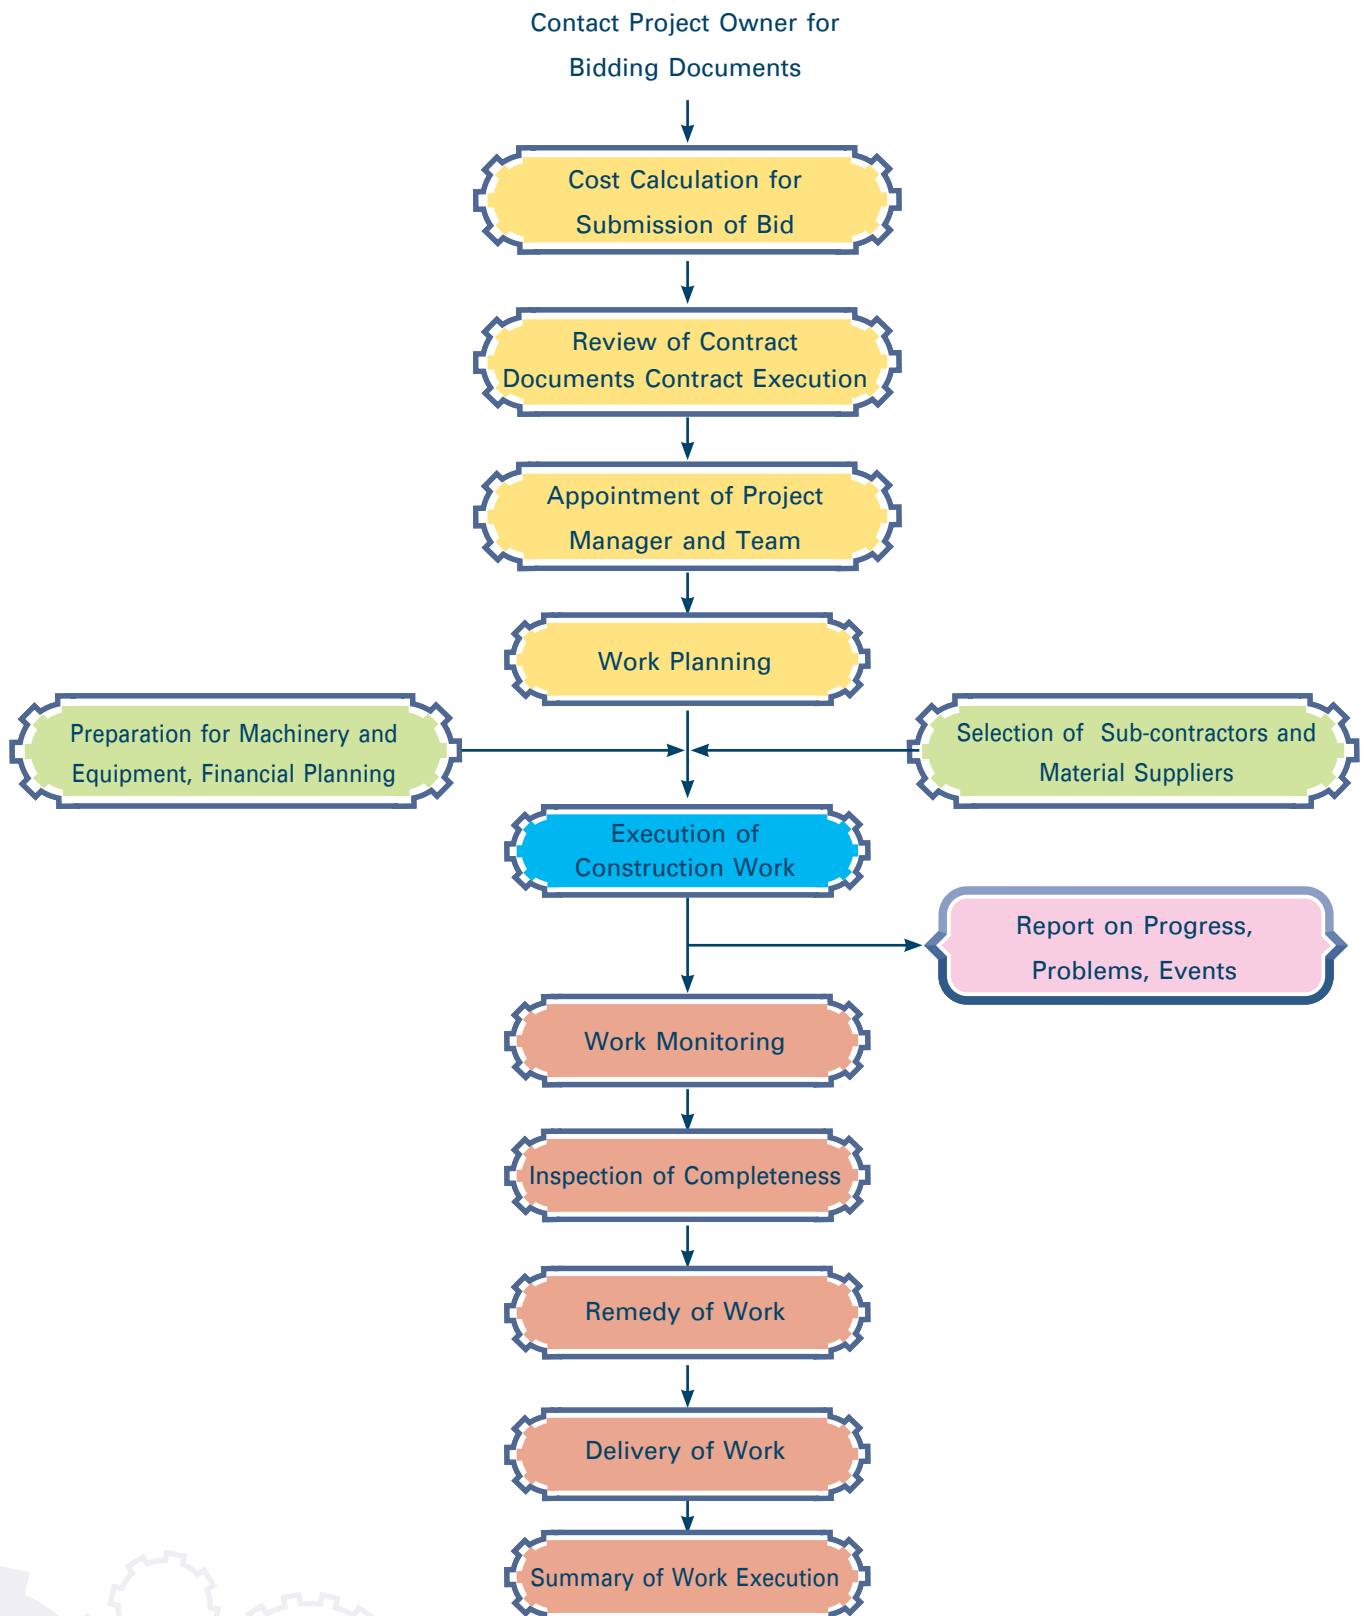 Contact Project Owner for
Bidding Documents
Cost Calculation for
Submission of Bid
Review of Contract
Documents Contract Execution
Appointment of Project
Manager and Team
Work Planning
Preparation for Machinery and
Equipment, Financial Planning
Selection of Sub-contractors and
Material Suppliers
Execution of
Construction Work
Report on Progress,
Problems, Events
Work Monitoring
Inspection of Completeness
Remedy of Work
Delivery of Work
Summary of Work Execution